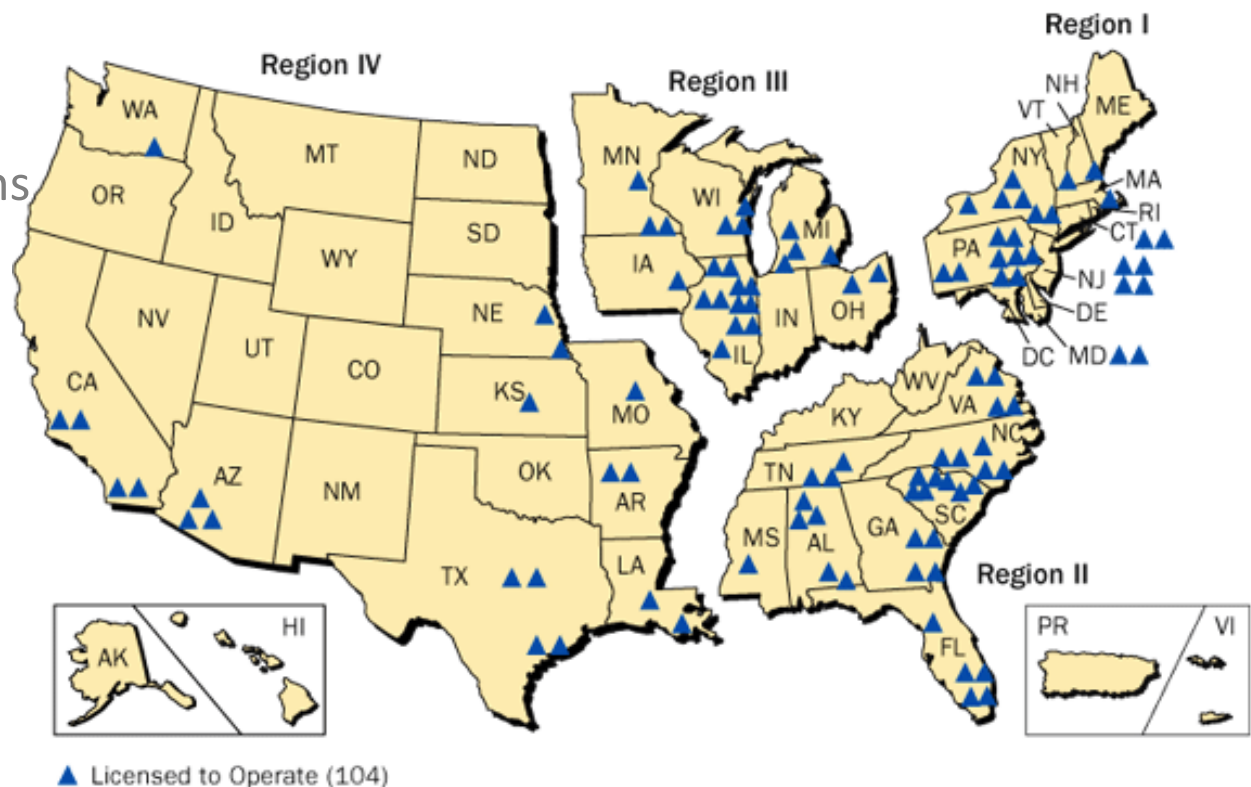 Region I
Region IV
Region III
NH
VT
ME
WA
MT
ND
MN
NY
ns
OR
ID
WI
MA
RI
SD
MI
CT
WY
IA
PA
NJ
NV
NE
IN
OH
DE
UT
CO
IL
DC
MD
CA
KS
WV
MO
KY
VA
NC
AZ
NM
OK
AR
TN
SC
MS
AL
GA
TX
LA
Region II
HI
AK
FL
PR
VI
Licensed to Operate (104)